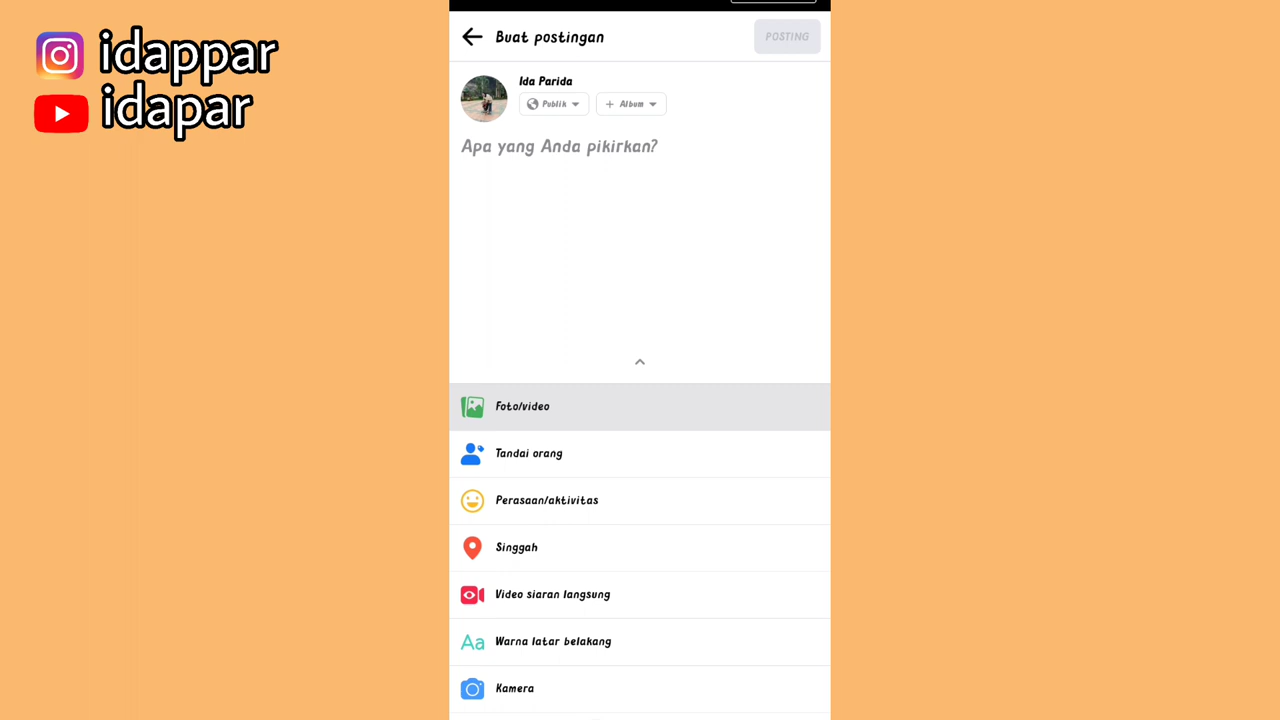 idappar
idapar
Buat postingan
POSTING
Ida Parida
Publik
+ Album
Apa yang Anda pikirkan?
Foto/video
Tandai orang
Perasaan/aktivitas
Singgah
Video siaran langsung
Aa Warna latar belakang
Kamera